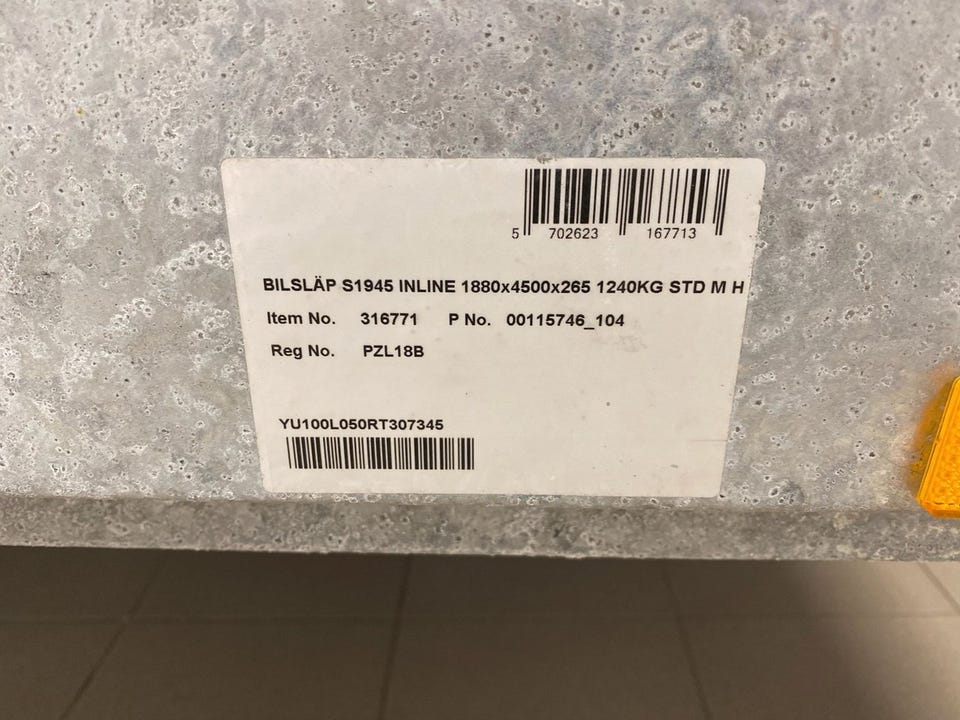 5 702623 167713
BILSLÄP S1945 INLINE 1880x4500x265 1240KG STD M H
Item No. 316771 P No. 00115746_104
Reg No. PZL18B
YU100L050RT307345